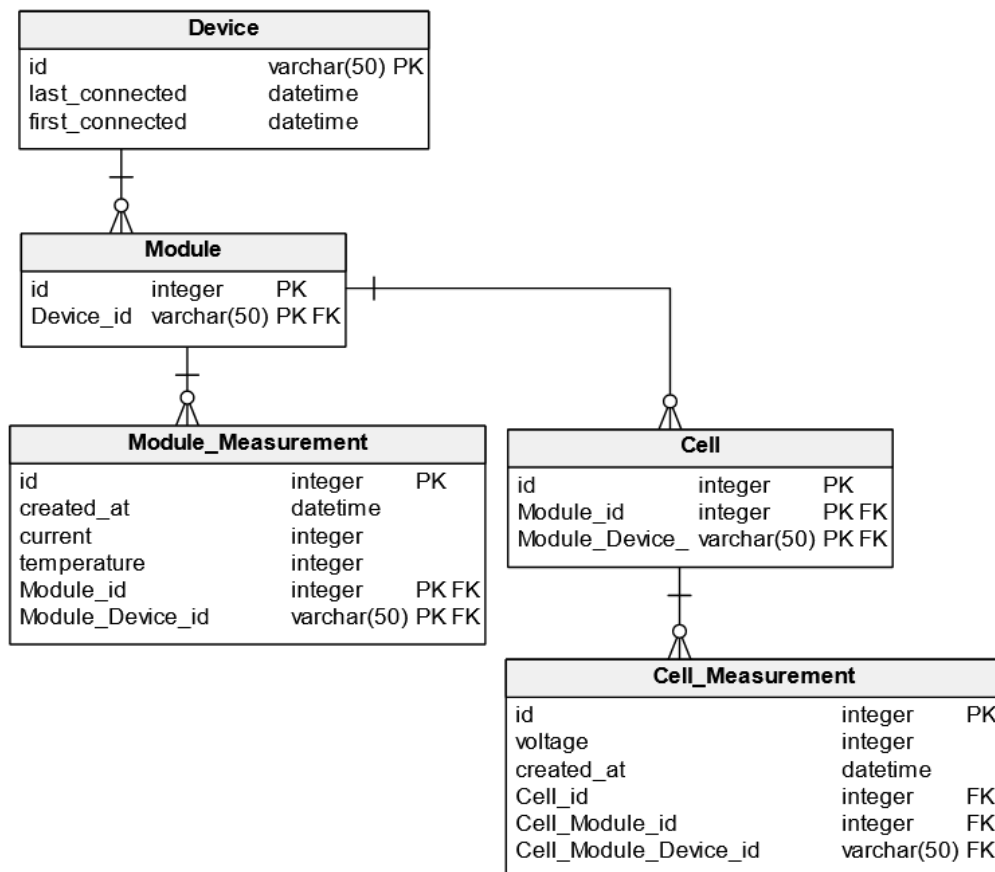 Device
id varchar(50) PK
last_connected datetime
first_connected datetime
Module
id integer PK
Device_id varchar(50) PK FK
Module_Measurement
id integer PK
created_at datetime
current integer
temperature integer
Module_id integer PK FK
Module_Device_id varchar(50) PK FK
Cell
id integer PK
Module_id integer PK FK
Module_Device_ varchar(50) PK FK
Cell_Measurement
id integer PK
voltage integer
created_at datetime
Cell_id integer FK
Cell_Module_id integer FK
Cell_Module_Device_id varchar(50) FK